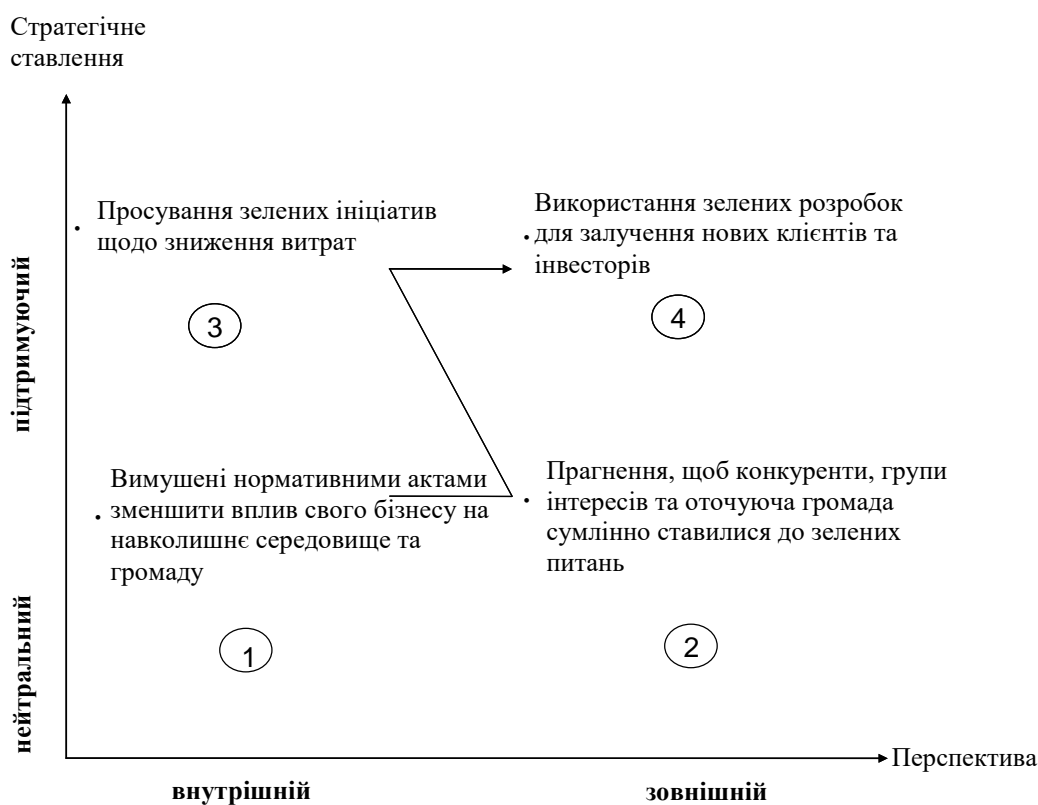 Стратегічне
ставлення
Просування зелених ініціатив
щодо зниження витрат
Використання зелених розробок
для залучення нових клієнтів та
інвесторів
3
4
підтримуючий
Вимушені нормативними актами
зменшити вплив свого бізнесу на
навколишнє середовище та
громаду
Прагнення, щоб конкуренти, групи
інтересів та оточуюча громада
сумлінно ставилися до зелених
питань
1
2
нейтральний
Перспектива
внутрішній
зовнішній